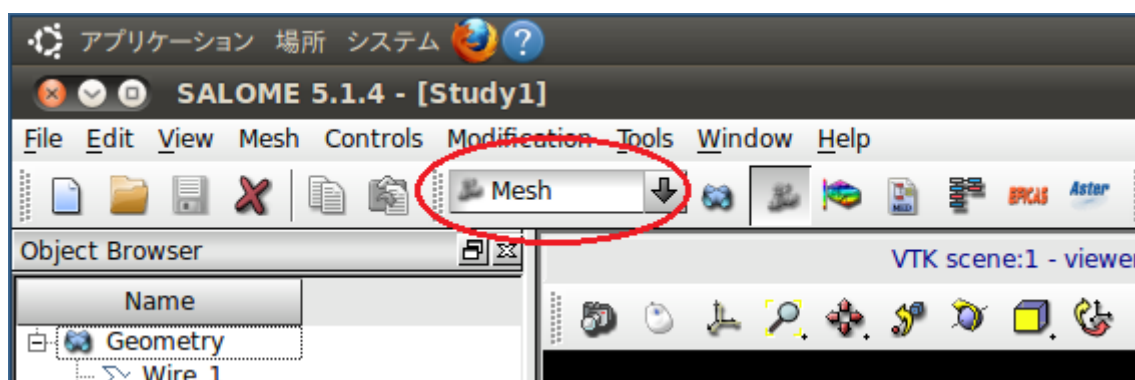 アプリケーション 場所 システム ?
SALOME 5.1.4 - [Study1]
File Edit View Mesh Controls Modification Tools Window Help
Mesh MED EFICAS Aster
Object Browser
VTK scene:1 - viewer
Name
Geometry
Wire_1